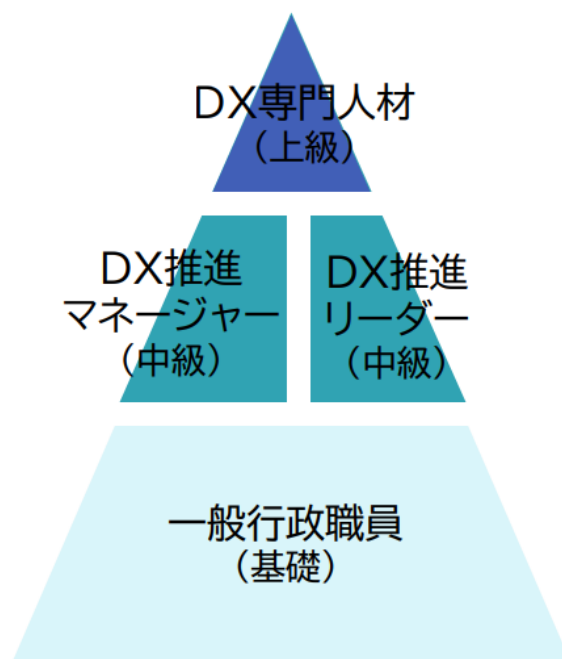 DX専門人材
（上級）
DX推進
マネージャー
（中級）
DX推進
リーダー
（中級）
一般行政職員
（基礎）